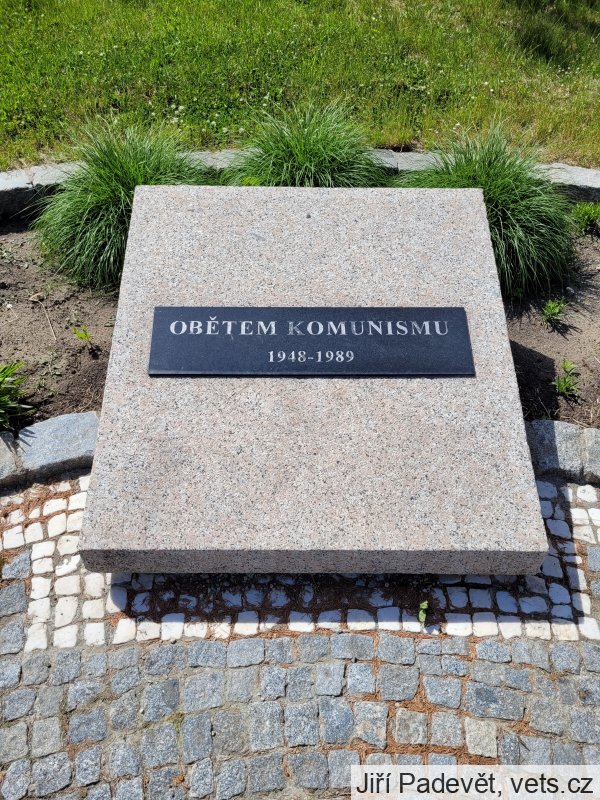 OBĚTEM KOMUNISMU
1948-1989
Jiří Padevět, vets.cz